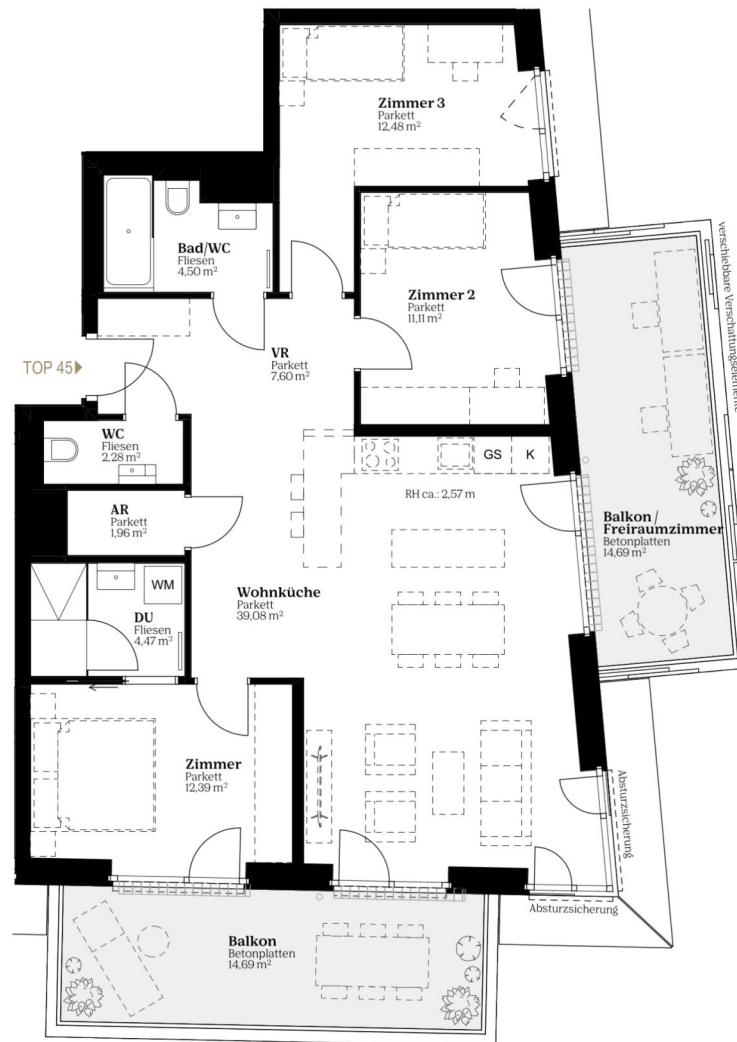 Zimmer 3
Parkett
12,48 m²
Bad/WC
Fliesen
4,50 m²
Zimmer 2
Parkett
11,11 m²
verschiebbare Verschattungselemente
VR
Parkett
7,60 m²
TOP 45
WC
Fliesen
2,28 m²
GS
K
RH ca.: 2,57 m
AR
Parkett
1,96 m²
Balkon/
Freiraumzimmer
Betonplatten
14,69 m²
Wohnküche
Parkett
39,08 m²
WM
DU
Fliesen
4,47 m²
Zimmer
Parkett
12,39 m²
Absturzsicherung
Absturzsicherung
Balkon
Betonplatten
14,69 m²